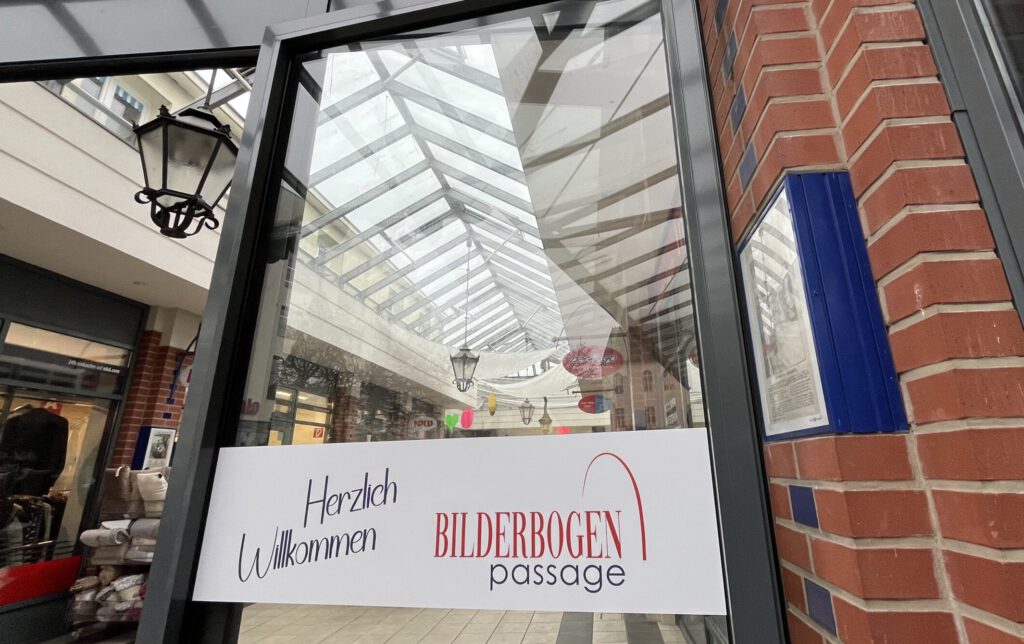 Herzlich
Willkommen
BILDERBOGEN
passage